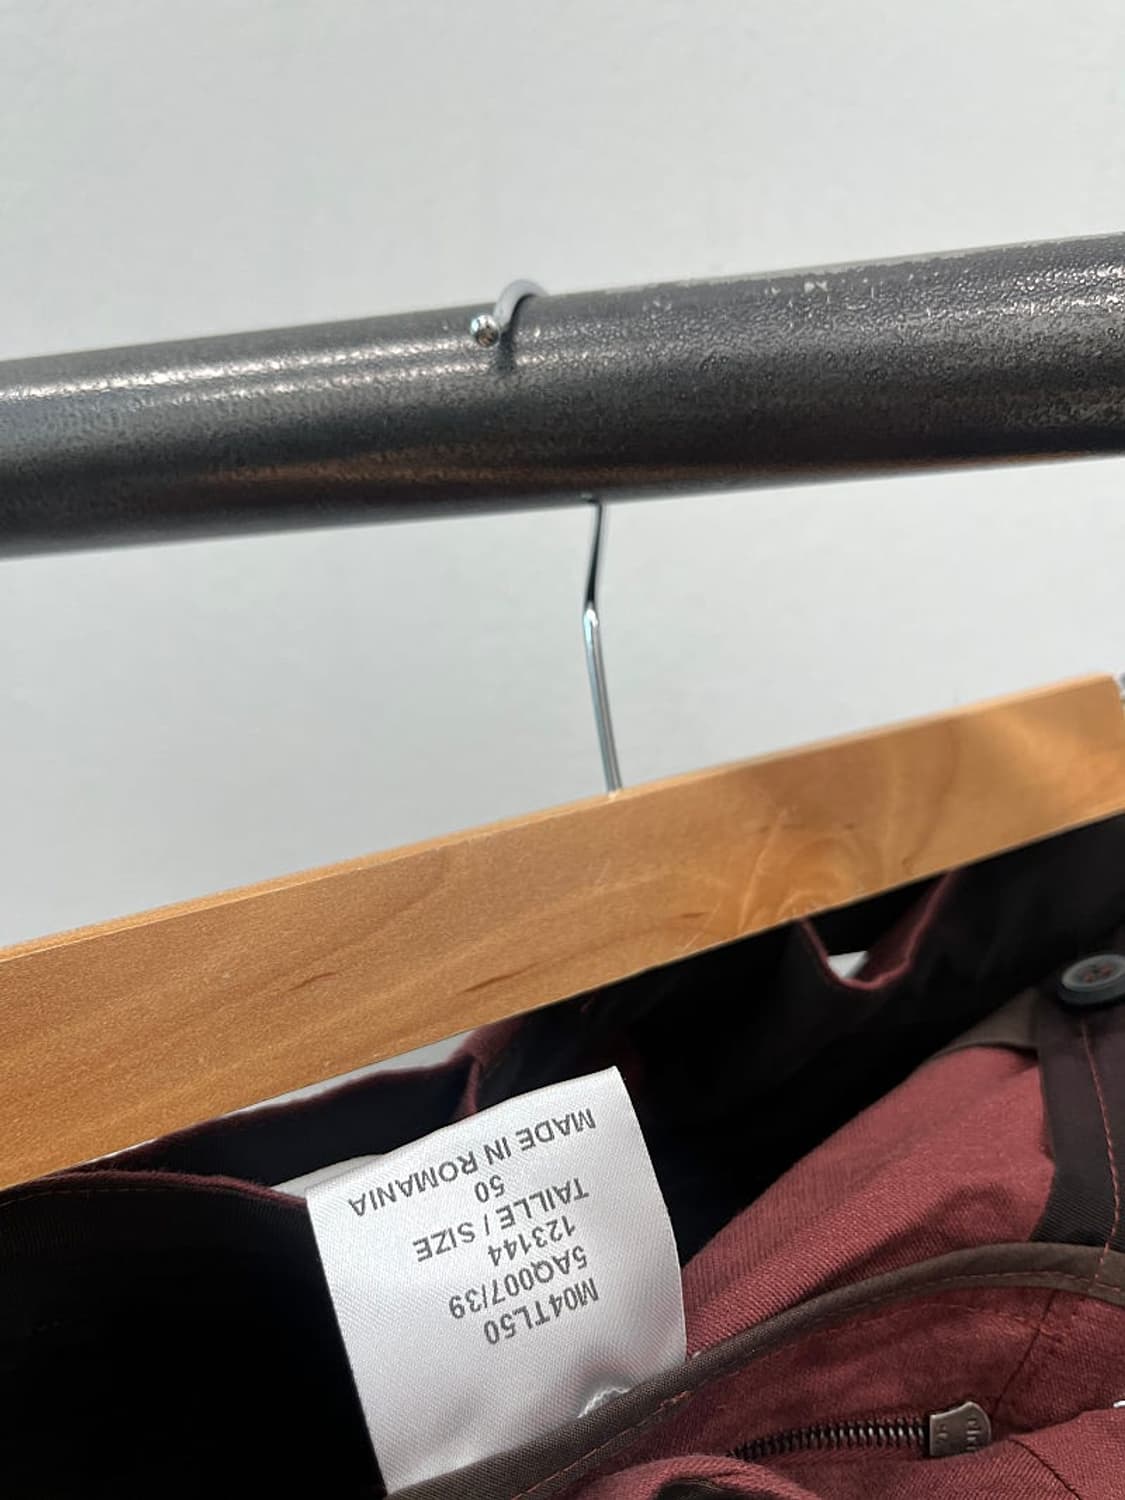 M04TL50
5AQ007/39
123144
TAILLE / SIZE
50
MADE IN ROMANIA